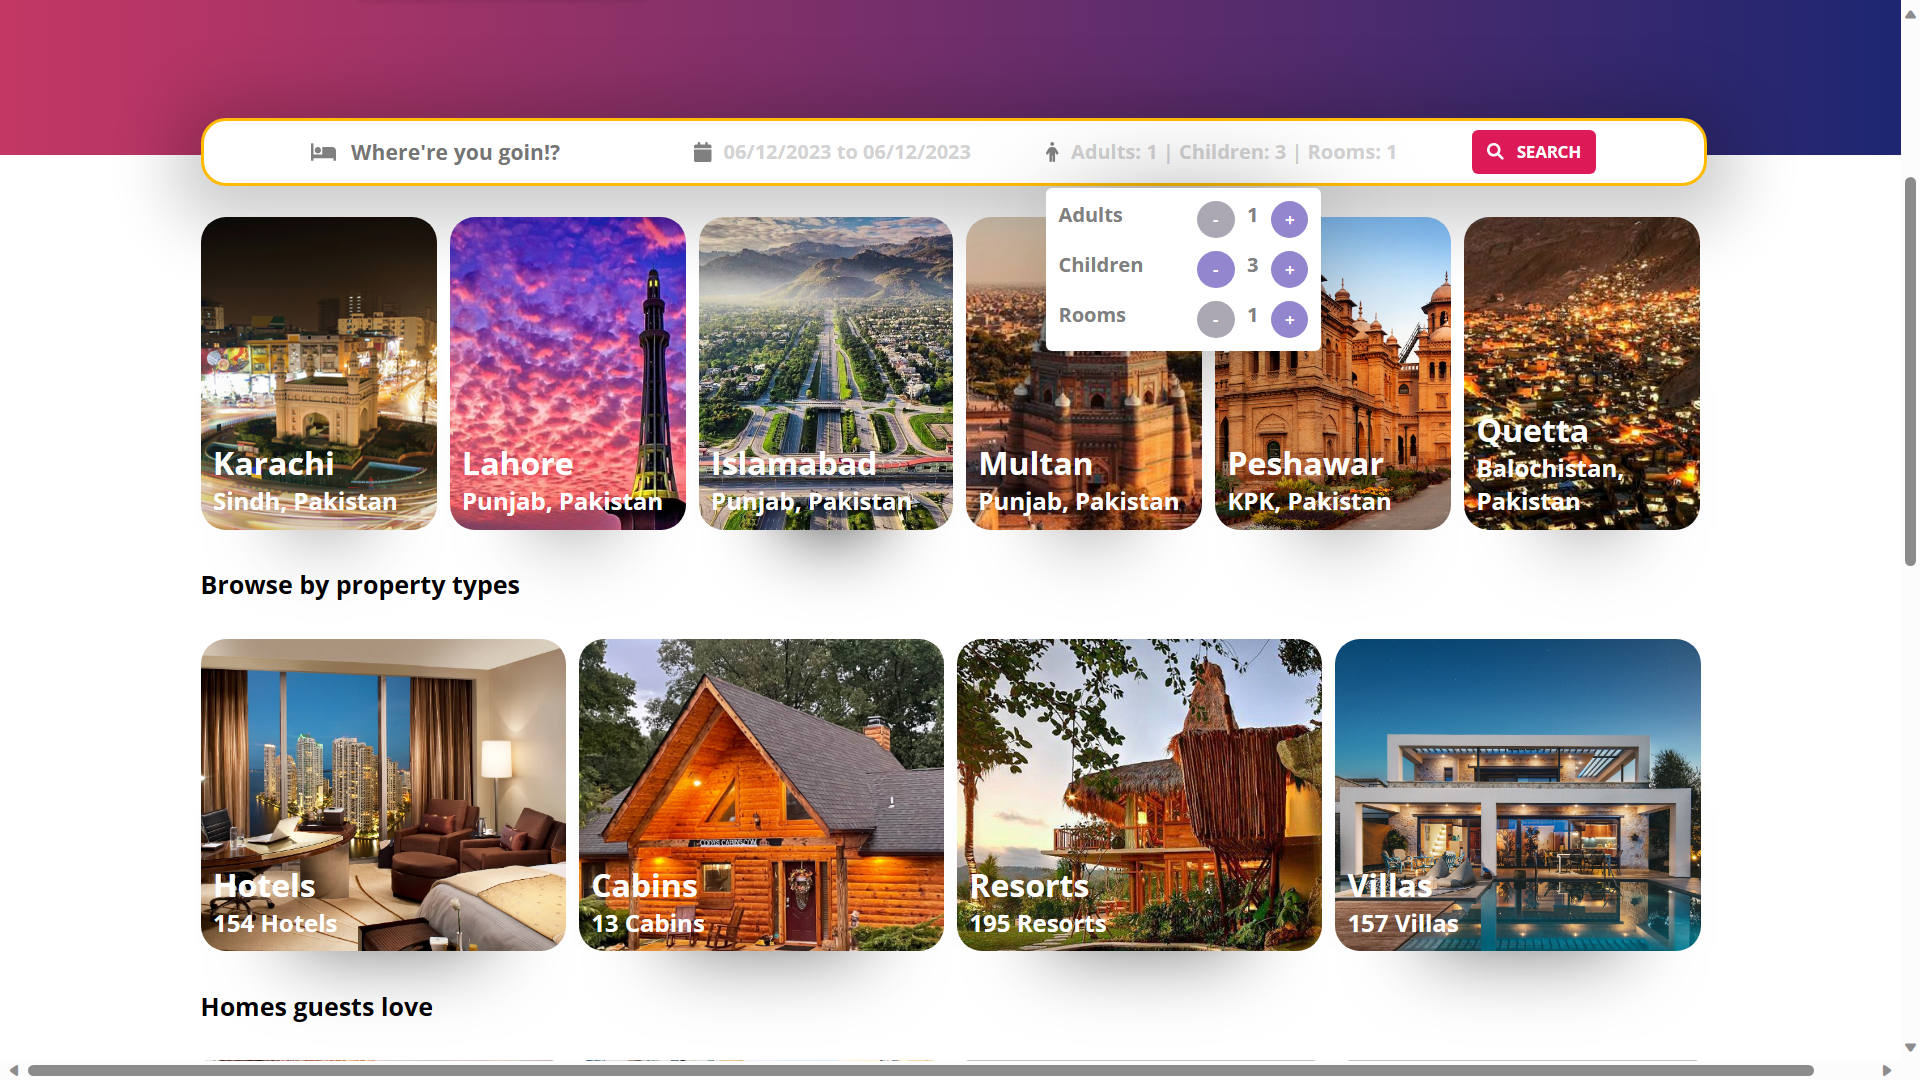 Where're you goin!?
06/12/2023 to 06/12/2023
Adults: 1 | Children: 3 | Rooms: 1
SEARCH
Adults - 1 +
Children - 3 +
Rooms - 1 +
Karachi
Sindh, Pakistan
Lahore
Punjab, Pakistan
Islamabad
Punjab, Pakistan
Multan
Punjab, Pakistan
Peshawar
KPK, Pakistan
Quetta
Balochistan,
Pakistan
Browse by property types
Hotels
154 Hotels
Cabins
13 Cabins
Resorts
195 Resorts
Villas
157 Villas
Homes guests love